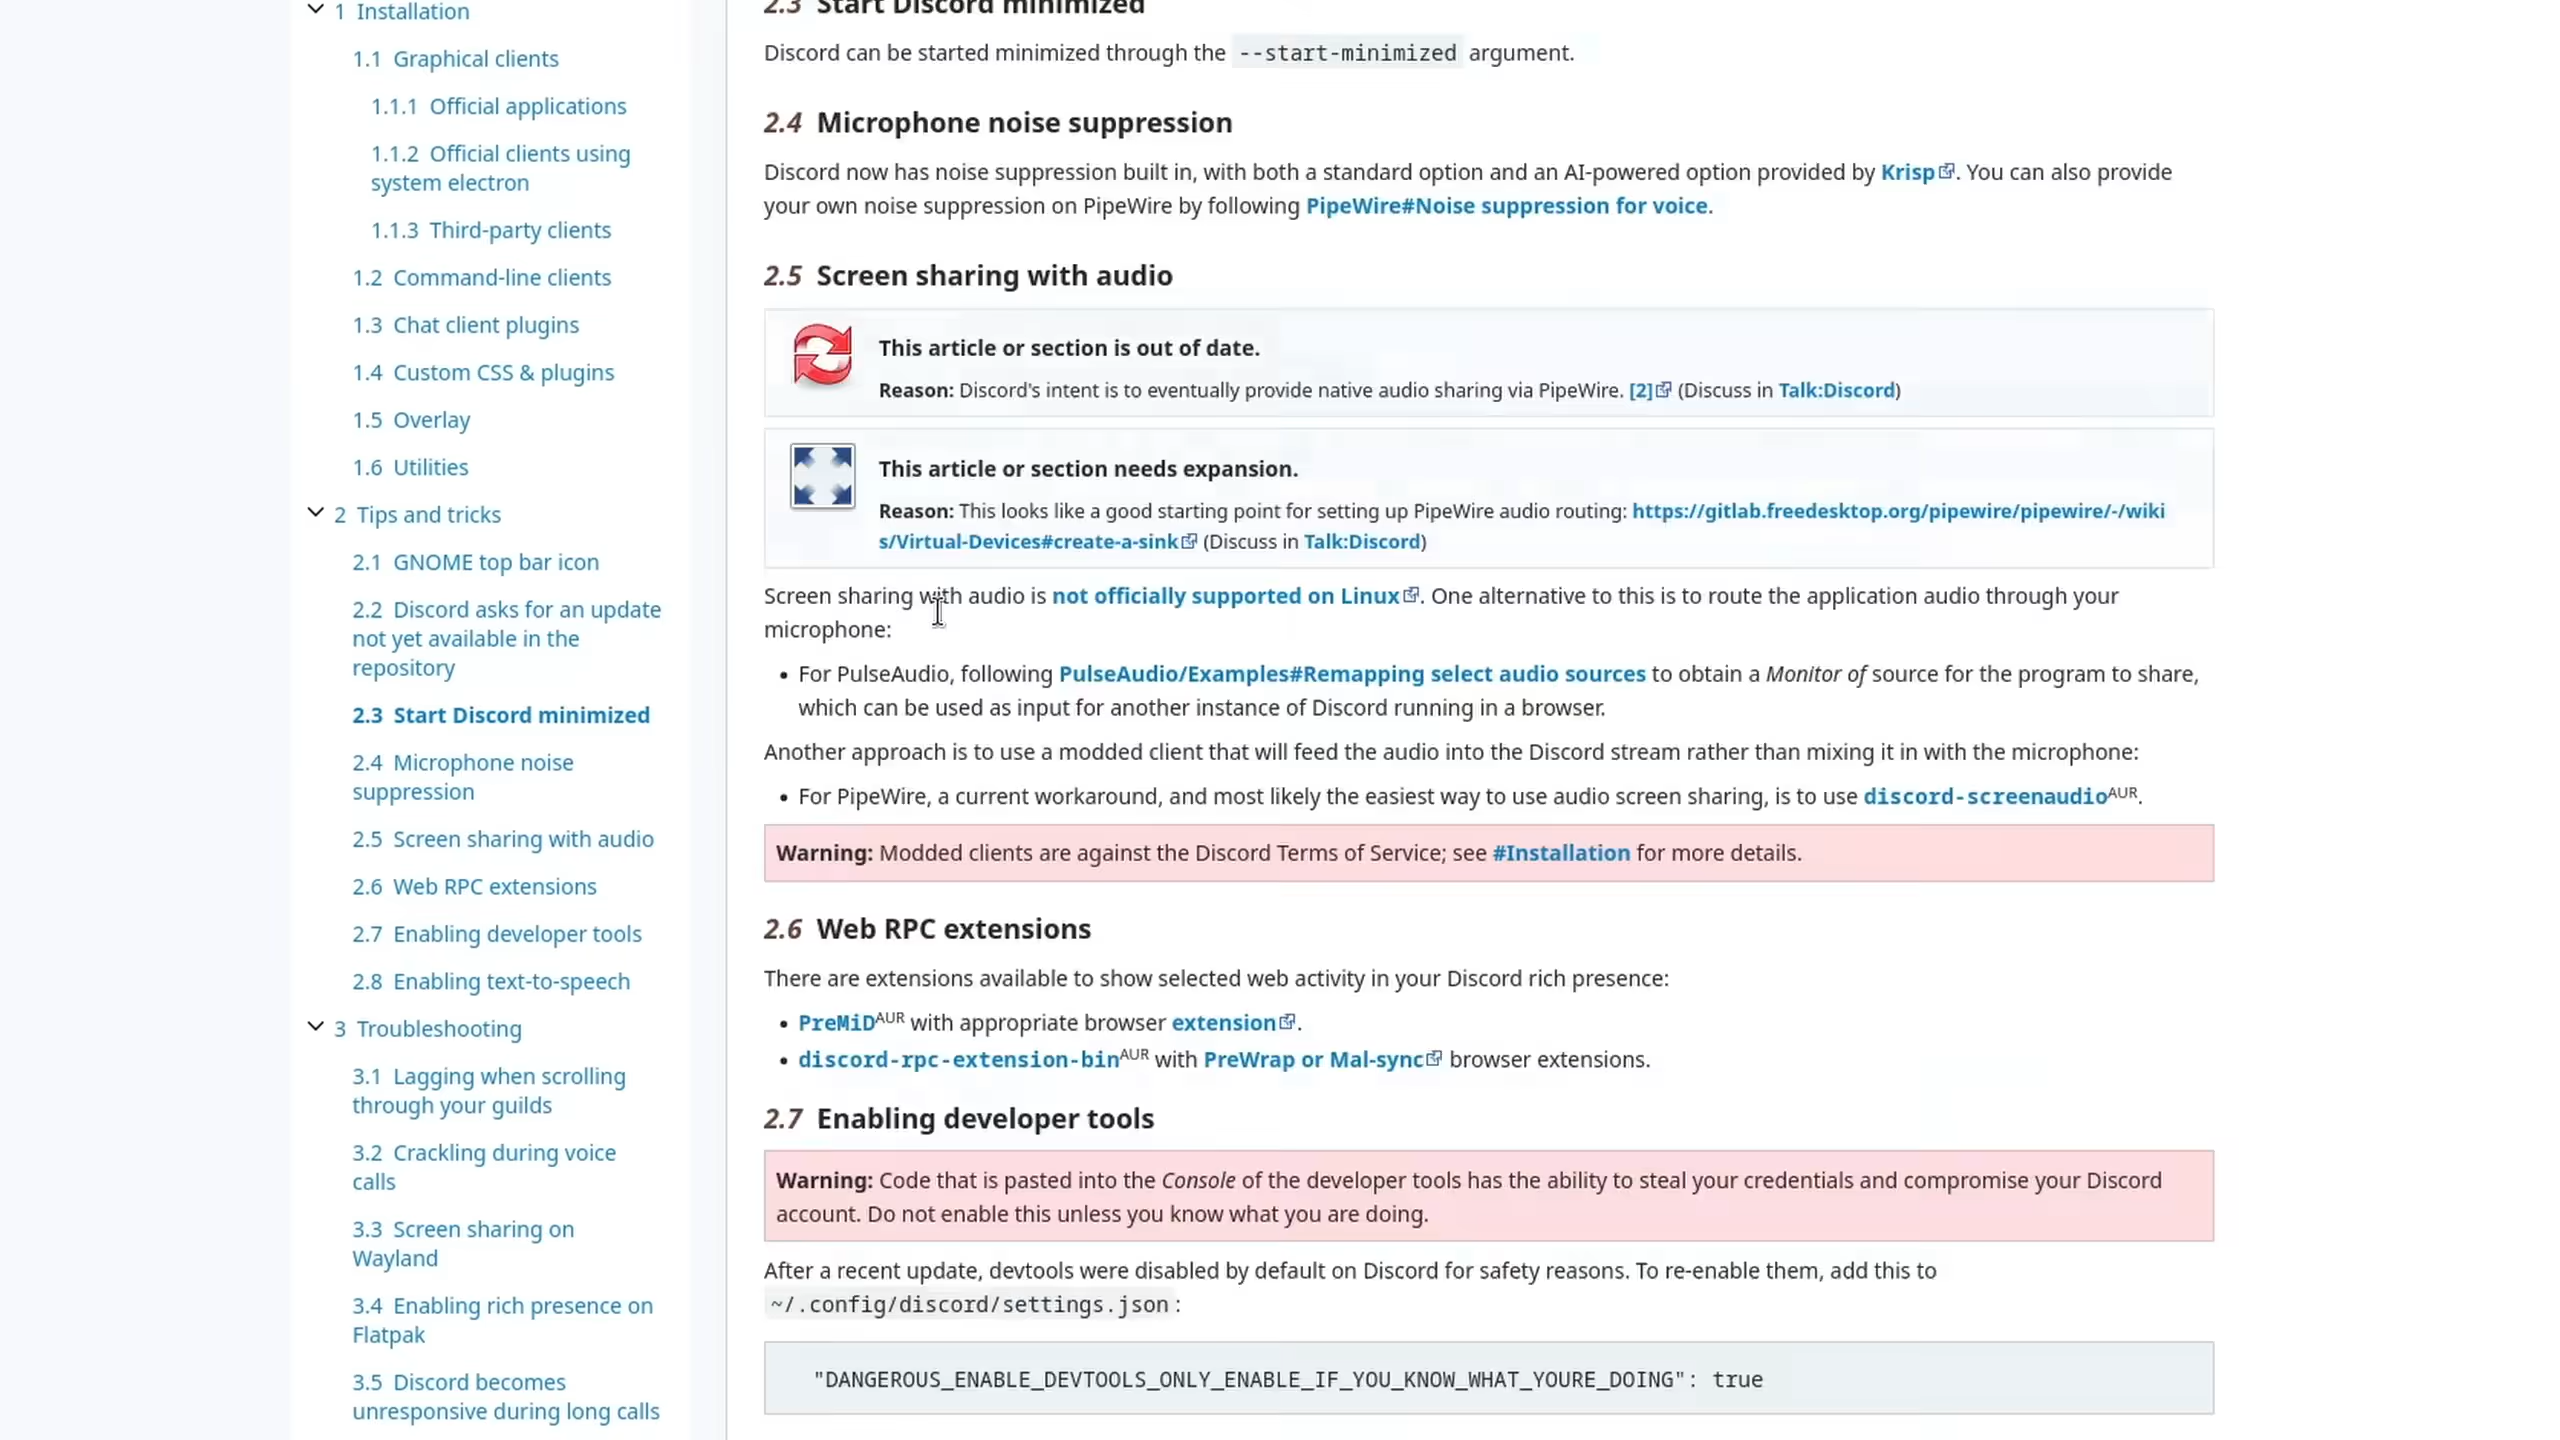 1 Installation
1.1 Graphical clients
1.1.1 Official applications
1.1.2 Official clients using
system electron
1.1.3 Third-party clients
1.2 Command-line clients
1.3 Chat client plugins
1.4 Custom CSS & plugins
1.5 Overlay
1.6 Utilities
2 Tips and tricks
2.1 GNOME top bar icon
2.2 Discord asks for an update
not yet available in the
repository
2.3 Start Discord minimized
2.4 Microphone noise
suppression
2.5 Screen sharing with audio
2.6 Web RPC extensions
2.7 Enabling developer tools
2.8 Enabling text-to-speech
3 Troubleshooting
3.1 Lagging when scrolling
through your guilds
3.2 Crackling during voice
calls
3.3 Screen sharing on
Wayland
3.4 Enabling rich presence on
Flatpak
3.5 Discord becomes
unresponsive during long calls
2.3 Start Discord minimized
Discord can be started minimized through the --start-minimized argument.
2.4 Microphone noise suppression
Discord now has noise suppression built in, with both a standard option and an AI-powered option provided by Krisp. You can also provide
your own noise suppression on PipeWire by following PipeWire#Noise suppression for voice.
2.5 Screen sharing with audio
This article or section is out of date.
Reason: Discord's intent is to eventually provide native audio sharing via PipeWire. [2] (Discuss in Talk:Discord)
This article or section needs expansion.
Reason: This looks like a good starting point for setting up PipeWire audio routing: https://gitlab.freedesktop.org/pipewire/pipewire/-/wiki
s/Virtual-Devices#create-a-sink (Discuss in Talk:Discord)
Screen sharing with audio is not officially supported on Linux. One alternative to this is to route the application audio through your
microphone:
• For PulseAudio, following PulseAudio/Examples#Remapping select audio sources to obtain a Monitor of source for the program to share,
which can be used as input for another instance of Discord running in a browser.
Another approach is to use a modded client that will feed the audio into the Discord stream rather than mixing it in with the microphone:
• For PipeWire, a current workaround, and most likely the easiest way to use audio screen sharing, is to use discord-screenaudioAUR.
Warning: Modded clients are against the Discord Terms of Service; see #Installation for more details.
2.6 Web RPC extensions
There are extensions available to show selected web activity in your Discord rich presence:
• PreMiDAUR with appropriate browser extension.
• discord-rpc-extension-binAUR with PreWrap or Mal-sync browser extensions.
2.7 Enabling developer tools
Warning: Code that is pasted into the Console of the developer tools has the ability to steal your credentials and compromise your Discord
account. Do not enable this unless you know what you are doing.
After a recent update, devtools were disabled by default on Discord for safety reasons. To re-enable them, add this to
~/.config/discord/settings.json:
"DANGEROUS_ENABLE_DEVTOOLS_ONLY_ENABLE_IF_YOU_KNOW_WHAT_YOURE_DOING": true